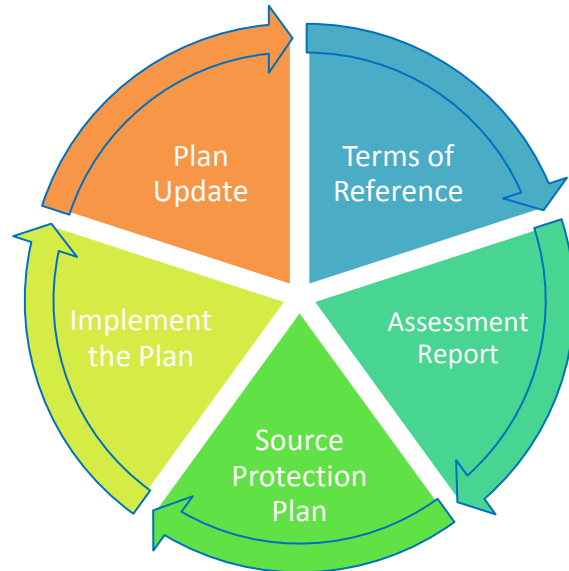 Plan
Update
Terms of
Reference
Implement
the Plan
Assessment
Report
Source
Protection
Plan